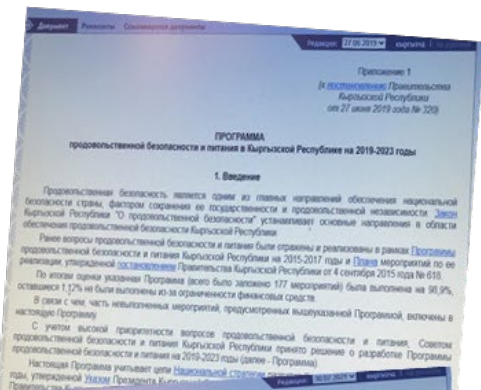 Документ Реквизиты Ссылающиеся документы
Редакция: 27.06.2019 кыргызча
Приложение 1
(к постановлению Правительства
Кыргызской Республики
от 27 июня 2019 года № 320)
ПРОГРАММА
продовольственной безопасности и питания в Кыргызской Республике на 2019-2023 годы
1. Введение
Продовольственная безопасность является одним из главных направлений обеспечения национальной
безопасности страны, фактором сохранения ее государственности и продовольственной независимости. Закон
Кыргызской Республики "О продовольственной безопасности" устанавливает основные направления в области
обеспечения продовольственной безопасности Кыргызской Республики.
Ранее вопросы продовольственной безопасности и питания были отражены и реализованы в рамках Программы
продовольственной безопасности и питания Кыргызской Республики на 2015-2017 годы и Плана мероприятий по ее
реализации, утвержденной постановлением Правительства Кыргызской Республики от 4 сентября 2015 года № 618.
По итогам оценки указанная Программа (всего было заложено 177 мероприятий) была выполнена на 98,9%,
оставшиеся 1,12% не были выполнены из-за ограниченности финансовых средств.
В связи с чем, часть невыполненных мероприятий, предусмотренных вышеуказанной Программой, включены в
настоящую Программу.
С учетом высокой приоритетности вопросов продовольственной безопасности и питания, Советом
продовольственной безопасности и питания Кыргызской Республики принято решение о разработке Программы
продовольственной безопасности и питания на 2019-2023 годы (далее - Программа).
Настоящая Программа учитывает цели Национальной стратегии
годы, утвержденной Указом Президента
Редакция: кыргызча